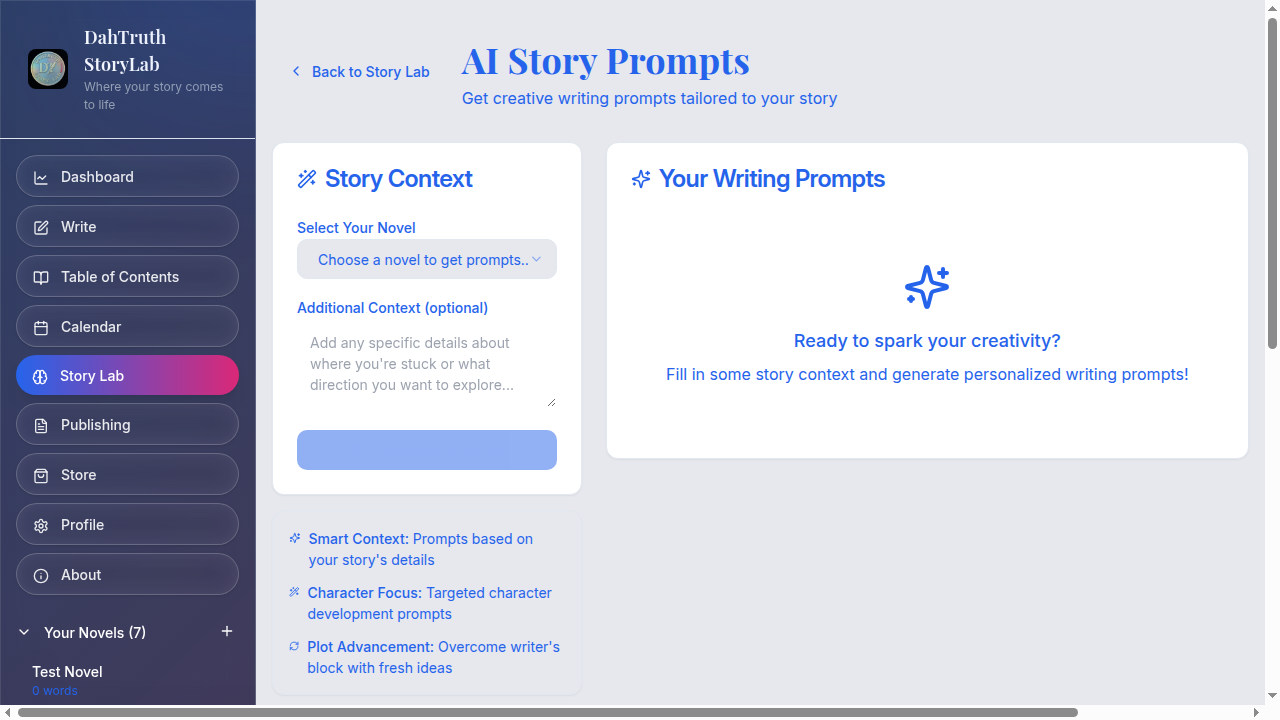 DahTruth
StoryLab
Where your story comes
to life
Dashboard
Write
Table of Contents
Calendar
Story Lab
Publishing
Store
Profile
About
Your Novels (7)
Test Novel
0 words
Back to Story Lab
AI Story Prompts
Get creative writing prompts tailored to your story
Story Context
Select Your Novel
Choose a novel to get prompts..
Additional Context (optional)
Add any specific details about
where you're stuck or what
direction you want to explore...
Smart Context: Prompts based on
your story's details
Character Focus: Targeted character
development prompts
Plot Advancement: Overcome writer's
block with fresh ideas
Your Writing Prompts
Ready to spark your creativity?
Fill in some story context and generate personalized writing prompts!